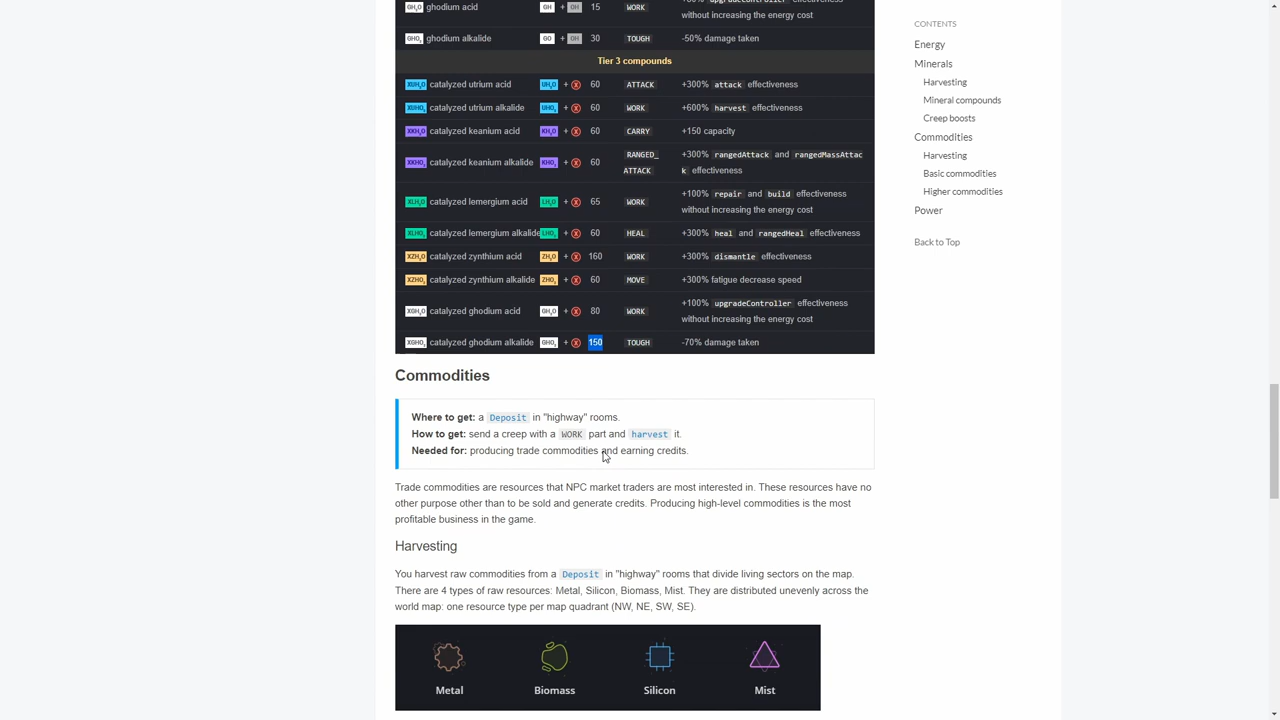 GH₂O ghodium acid GH + OH 15 WORK
without increasing the energy cost
GHO₂ ghodium alkalide GO + OH 30 TOUGH -50% damage taken
Tier 3 compounds
XUH₂O catalyzed utrium acid UH₂O + X 60 ATTACK +300% attack effectiveness
XUHO₂ catalyzed utrium alkalide UHO₂ + X 60 WORK +600% harvest effectiveness
XKH₂O catalyzed keanium acid KH₂O + X 60 CARRY +150 capacity
XKHO₂ catalyzed keanium alkalide KHO₂ + X 60 RANGED_ATTACK +300% rangedAttack and rangedMassAttac
k effectiveness
XLH₂O catalyzed lemergium acid LH₂O + X 65 WORK +100% repair and build effectiveness
without increasing the energy cost
XLHO₂ catalyzed lemergium alkalide LHO₂ + X 60 HEAL +300% heal and rangedHeal effectiveness
XZH₂O catalyzed zynthium acid ZH₂O + X 160 WORK +300% dismantle effectiveness
XZHO₂ catalyzed zynthium alkalide ZHO₂ + X 60 MOVE +300% fatigue decrease speed
XGH₂O catalyzed ghodium acid GH₂O + X 80 WORK +100% upgradeController effectiveness
without increasing the energy cost
XGHO₂ catalyzed ghodium alkalide GHO₂ + X 150 TOUGH -70% damage taken
Commodities
Where to get: a Deposit in "highway" rooms.
How to get: send a creep with a WORK part and harvest it.
Needed for: producing trade commodities and earning credits.
Trade commodities are resources that NPC market traders are most interested in. These resources have no
other purpose other than to be sold and generate credits. Producing high-level commodities is the most
profitable business in the game.
Harvesting
You harvest raw commodities from a Deposit in "highway" rooms that divide living sectors on the map.
There are 4 types of raw resources: Metal, Silicon, Biomass, Mist. They are distributed unevenly across the
world map: one resource type per map quadrant (NW, NE, SW, SE).
Metal Biomass Silicon Mist
CONTENTS
Energy
Minerals
Harvesting
Mineral compounds
Creep boosts
Commodities
Harvesting
Basic commodities
Higher commodities
Power
Back to Top